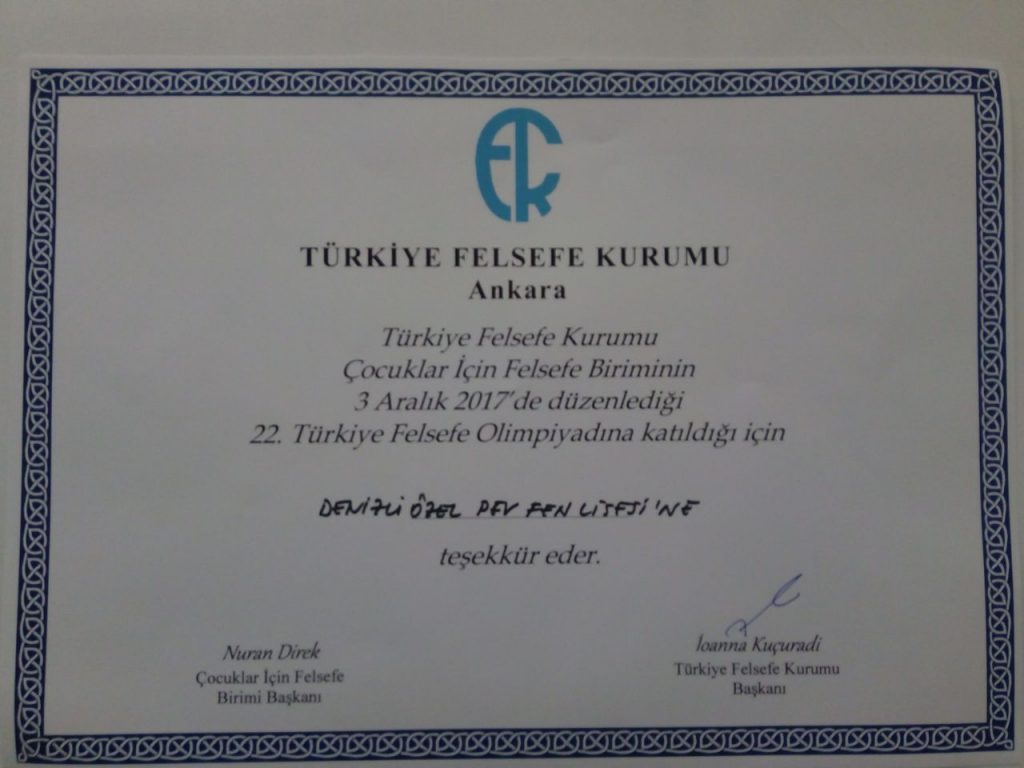 TÜRKİYE FELSEFE KURUMU
Ankara
Türkiye Felsefe Kurumu
Çocuklar İçin Felsefe Biriminin
3 Aralık 2017'de düzenlediği
22. Türkiye Felsefe Olimpiyadına katıldığı için
DENİZLİ ÖZEL PEV FEN LİSESİ'NE
teşekkür eder.
Nuran Direk
Çocuklar İçin Felsefe
Birimi Başkanı
İoanna Kuçuradi
Türkiye Felsefe Kurumu
Başkanı